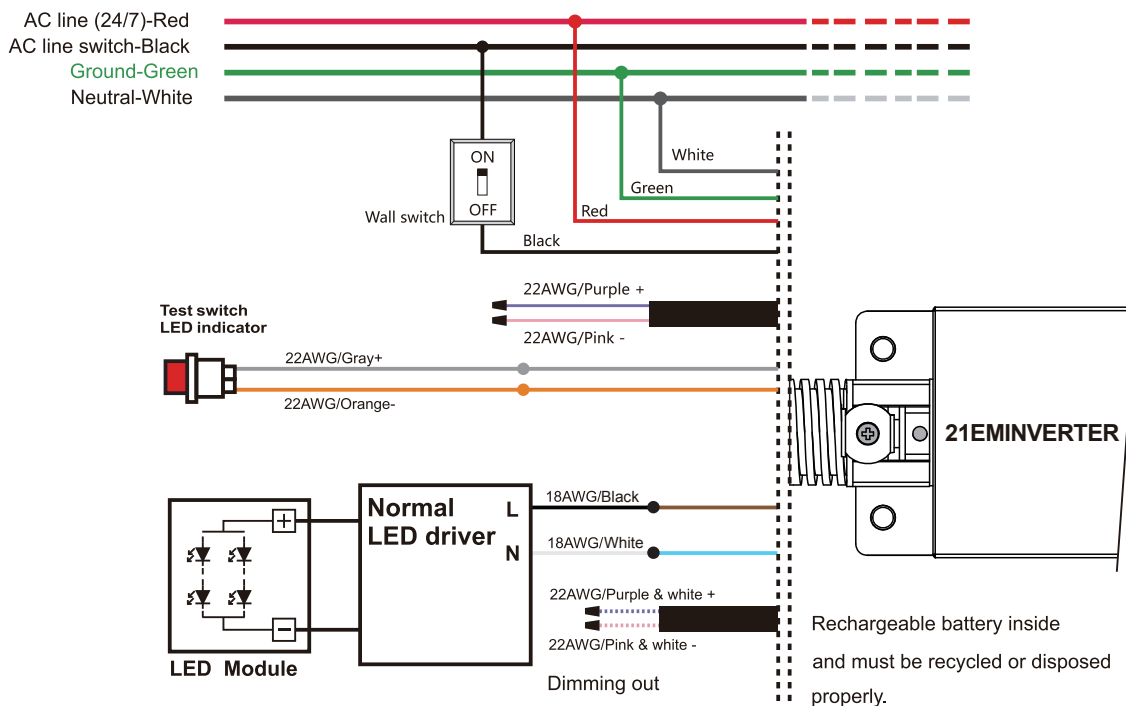 AC line (24/7)-Red
AC line switch-Black
Ground-Green
Neutral-White
White
ON
Green
OFF
Red
Wall switch
Black
22AWG/Purple +
Test switch
LED indicator
22AWG/Pink -
22AWG/Gray+
22AWG/Orange-
21EMINVERTER
Normal
LED driver
L
18AWG/Black
+
N
18AWG/White
22AWG/Purple & white +
-
22AWG/Pink & white -
LED Module
Dimming out
Rechargeable battery inside
and must be recycled or disposed
properly.